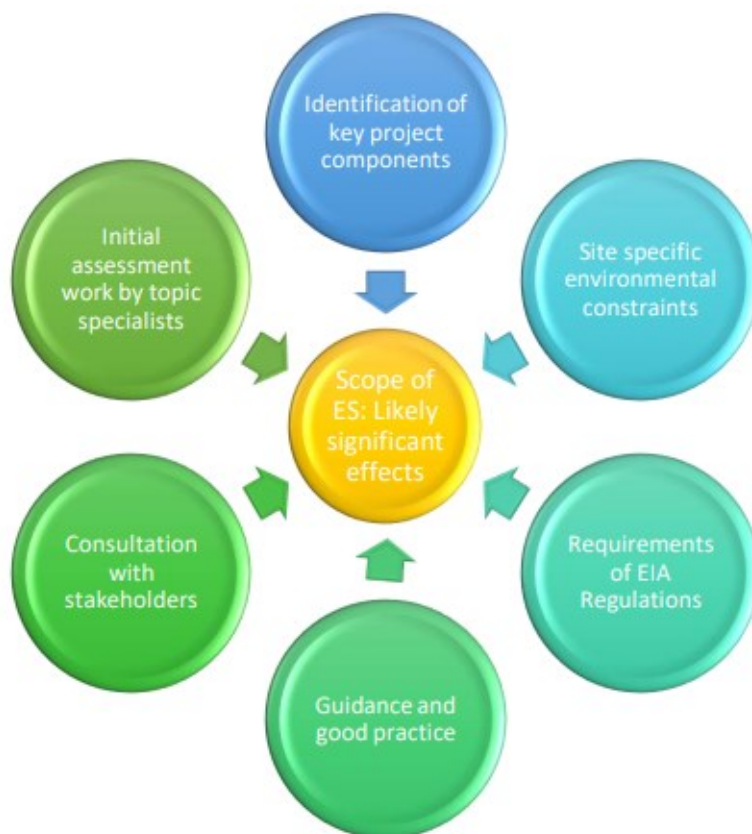 Identification of
key project
components
Site specific
environmental
constraints
Requirements
of EIA
Regulations
Guidance and
good practice
Consultation
with
stakeholders
Initial
assessment
work by topic
specialists
Scope of
ES: Likely
significant
effects